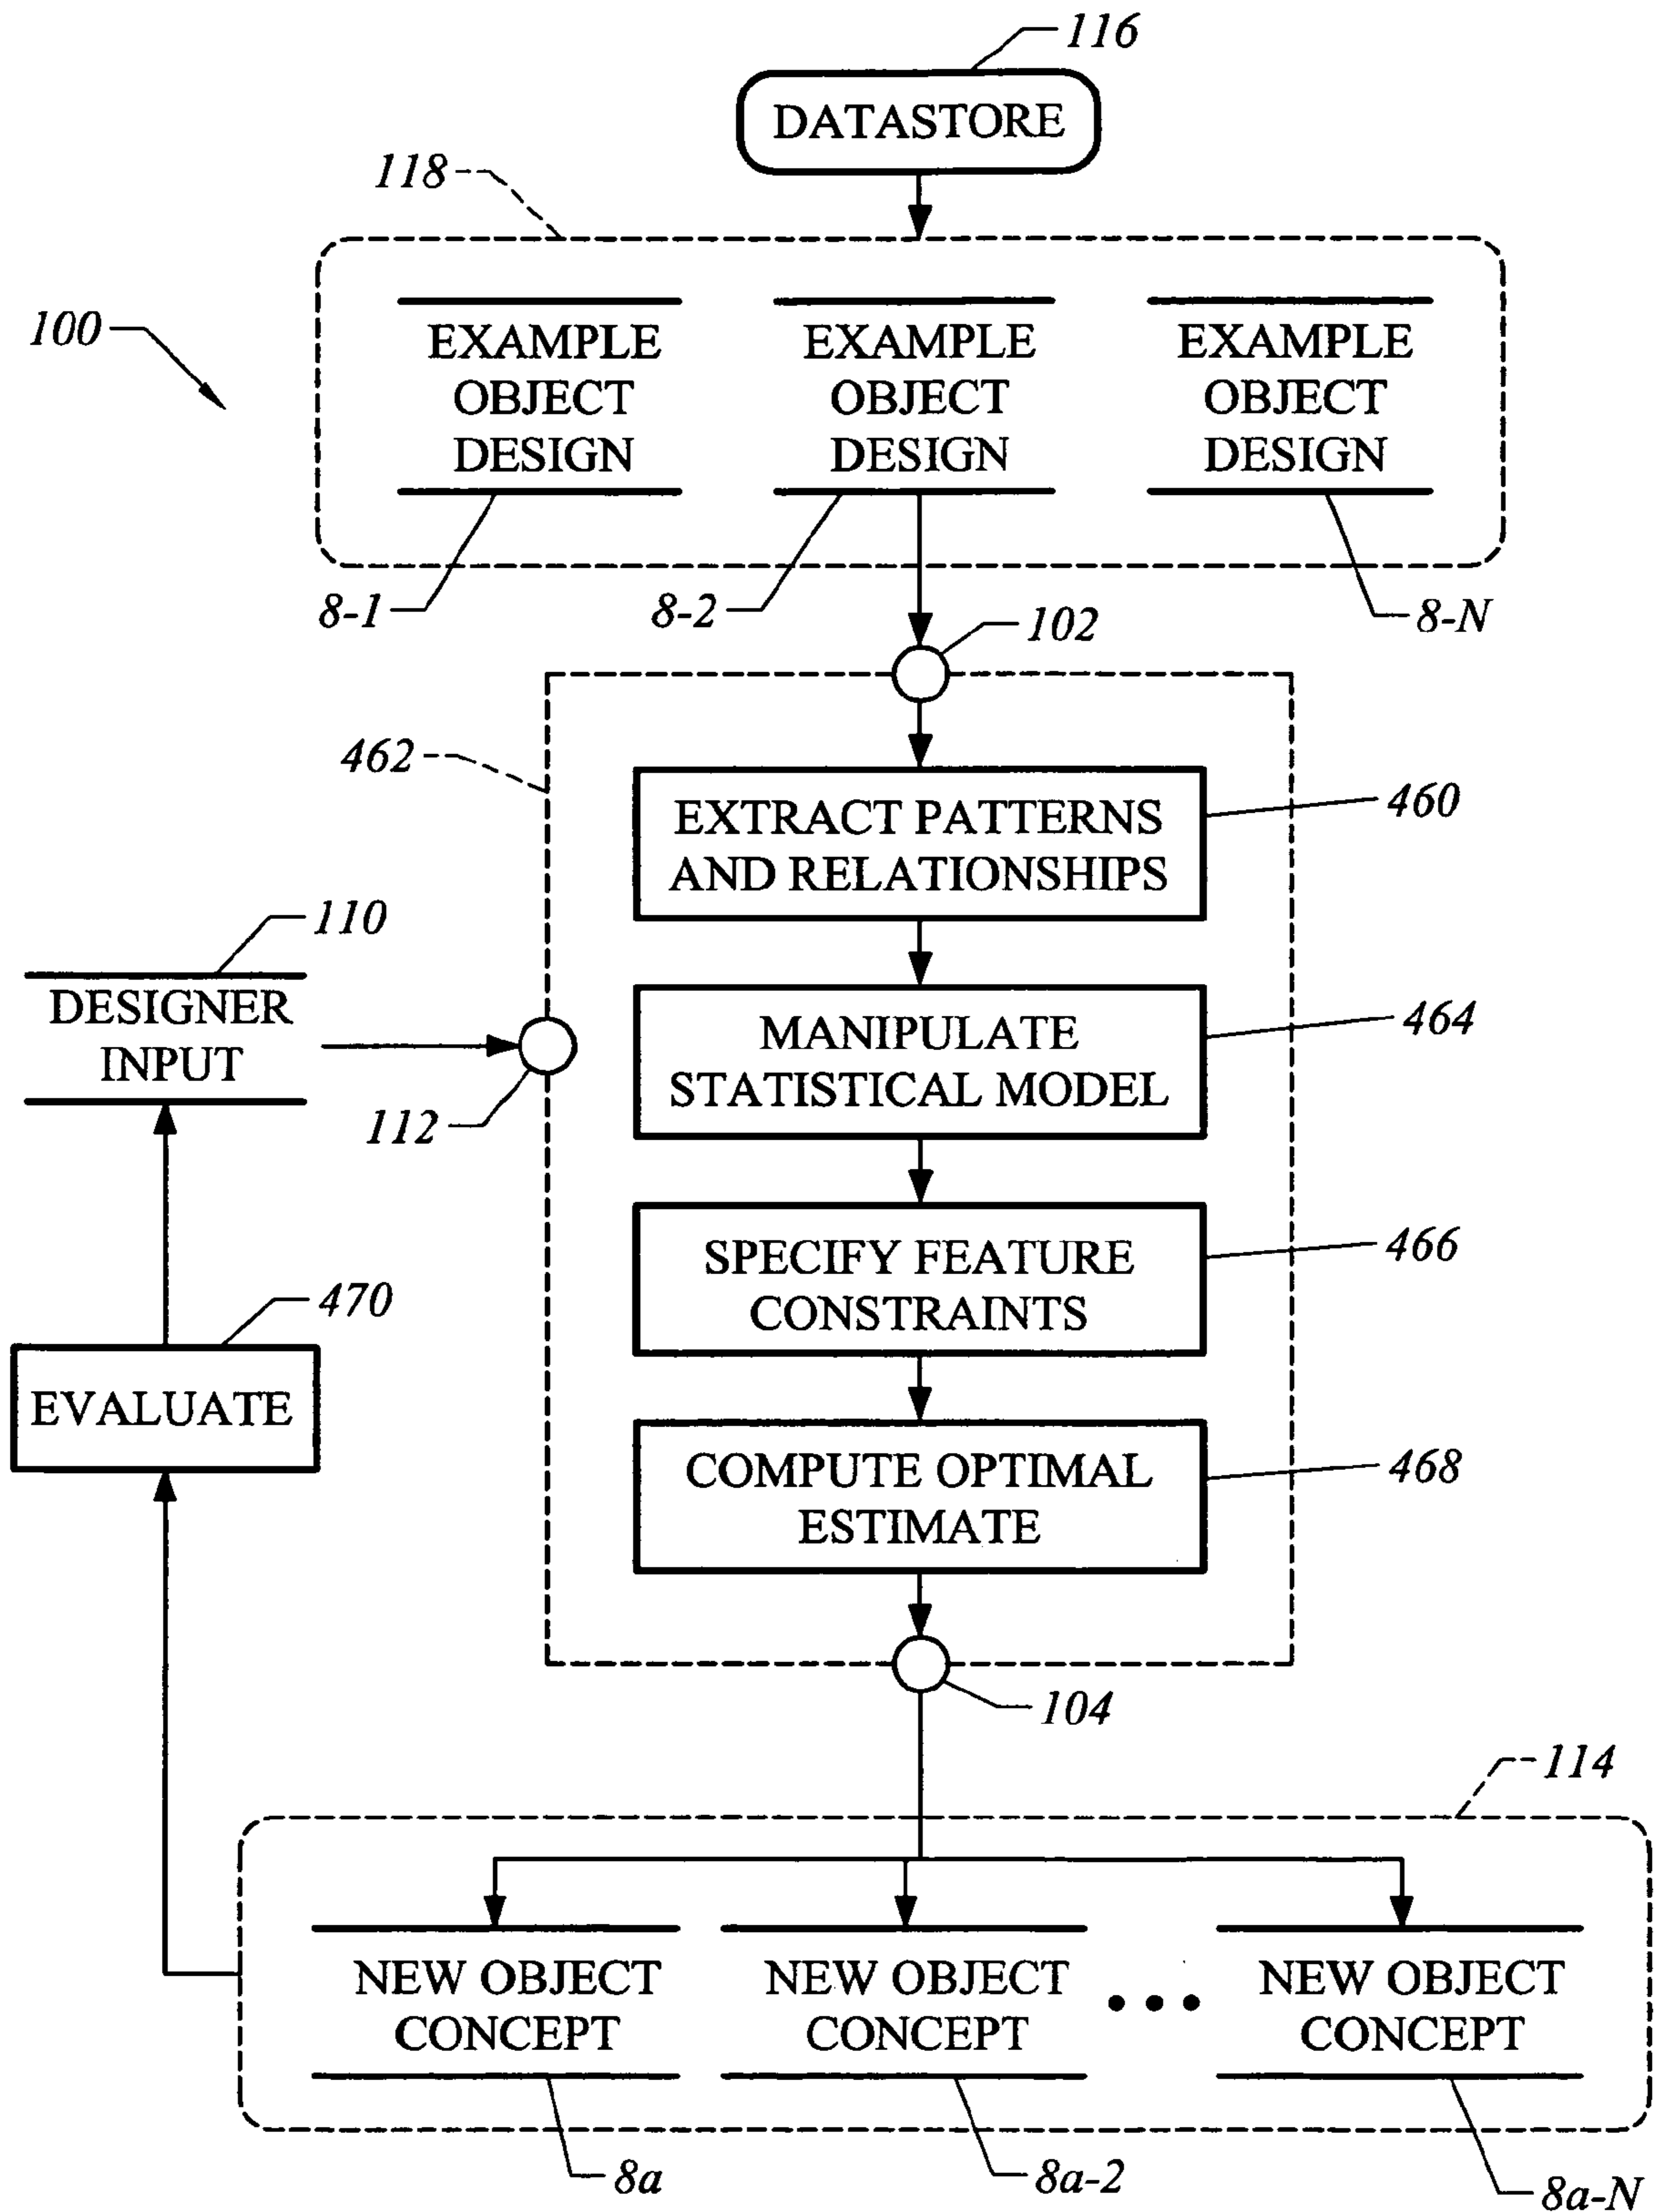 116
DATASTORE
118
100
EXAMPLE
OBJECT
DESIGN
EXAMPLE
OBJECT
DESIGN
EXAMPLE
OBJECT
DESIGN
8-1
8-2
8-N
102
462
EXTRACT PATTERNS
AND RELATIONSHIPS
460
110
DESIGNER
INPUT
112
MANIPULATE
STATISTICAL MODEL
464
SPECIFY FEATURE
CONSTRAINTS
466
470
EVALUATE
COMPUTE OPTIMAL
ESTIMATE
468
104
114
NEW OBJECT
CONCEPT
NEW OBJECT
CONCEPT
• • •
NEW OBJECT
CONCEPT
8a
8a-2
8a-N